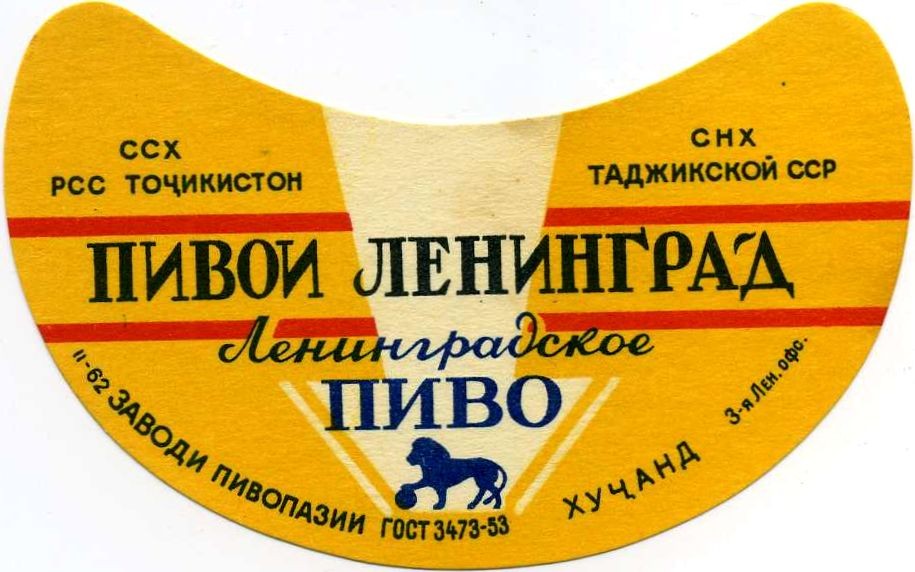 ССХ
РСС ТОҶИКИСТОН
СНХ
ТАДЖИКСКОЙ ССР
ПИВОИ ЛЕНИНГРАД
Ленинградское
ПИВО
II-62 ЗАВОДИ ПИВОПАЗИИ ГОСТ 3473-53 ХУҶАНД 3-я Лен. офс.